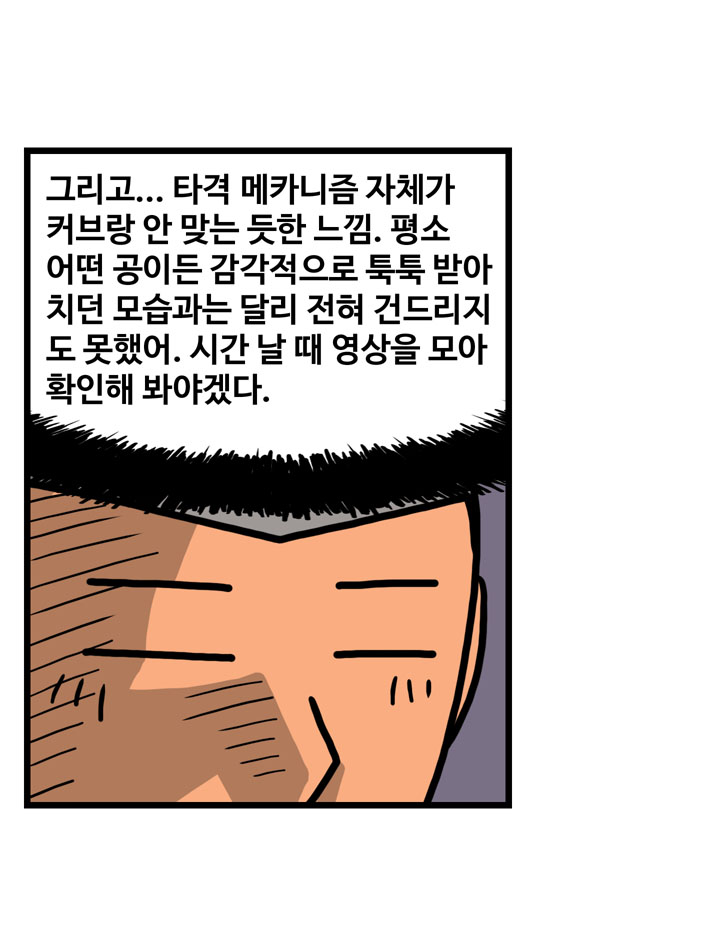 그리고... 타격 메카니즘 자체가
커브랑 안 맞는 듯한 느낌. 평소
어떤 공이든 감각적으로 툭툭 받아
치던 모습과는 달리 전혀 건드리지
도 못했어. 시간 날 때 영상을 모아
확인해 봐야겠다.